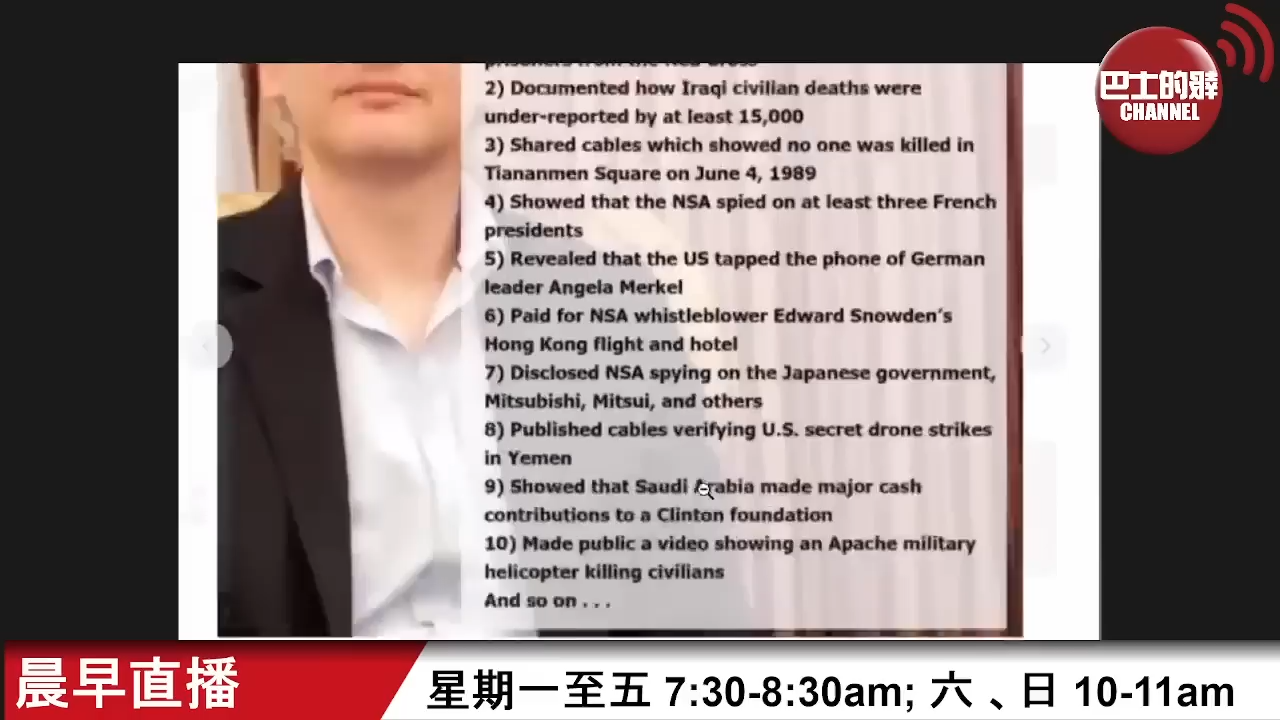 巴士的報
CHANNEL
2) Documented how Iraqi civilian deaths were
under-reported by at least 15,000
3) Shared cables which showed no one was killed in
Tiananmen Square on June 4, 1989
4) Showed that the NSA spied on at least three French
presidents
5) Revealed that the US tapped the phone of German
leader Angela Merkel
6) Paid for NSA whistleblower Edward Snowden's
Hong Kong flight and hotel
7) Disclosed NSA spying on the Japanese government,
Mitsubishi, Mitsui, and others
8) Published cables verifying U.S. secret drone strikes
in Yemen
9) Showed that Saudi Arabia made major cash
contributions to a Clinton foundation
10) Made public a video showing an Apache military
helicopter killing civilians
And so on . . .
晨早直播
星期一至五 7:30-8:30am; 六、日 10-11am